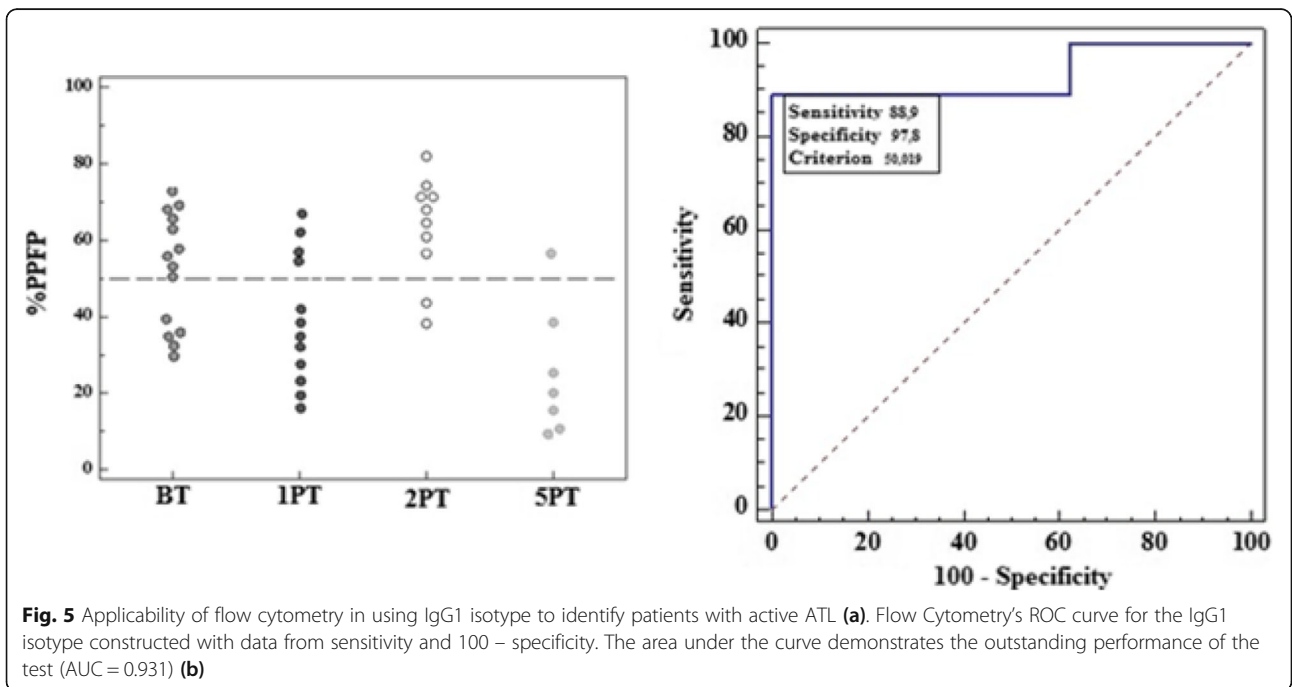 100
80
60
40
20
0
%PPFP
BT 1PT 2PT 5PT
100
80
60
40
20
0
Sensitivity
Sensitivity 88,9
Specificity 97,8
Criterion 50,019
0 20 40 60 80 100
100 - Specificity
Fig. 5 Applicability of flow cytometry in using IgG1 isotype to identify patients with active ATL (a). Flow Cytometry's ROC curve for the IgG1
isotype constructed with data from sensitivity and 100 – specificity. The area under the curve demonstrates the outstanding performance of the
test (AUC = 0.931) (b)